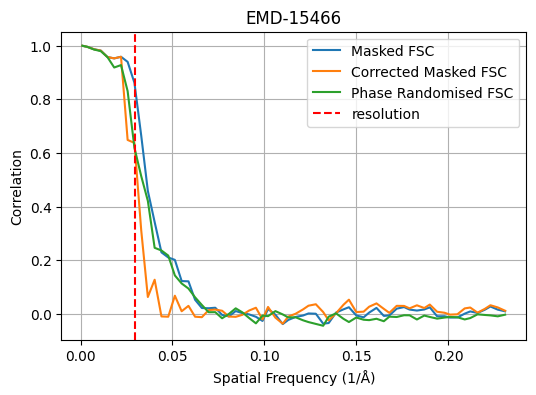 EMD-15466
Masked FSC
Corrected Masked FSC
Phase Randomised FSC
resolution
1.0
0.8
0.6
0.4
0.2
0.0
Correlation
0.00 0.05 0.10 0.15 0.20
Spatial Frequency (1/Å)